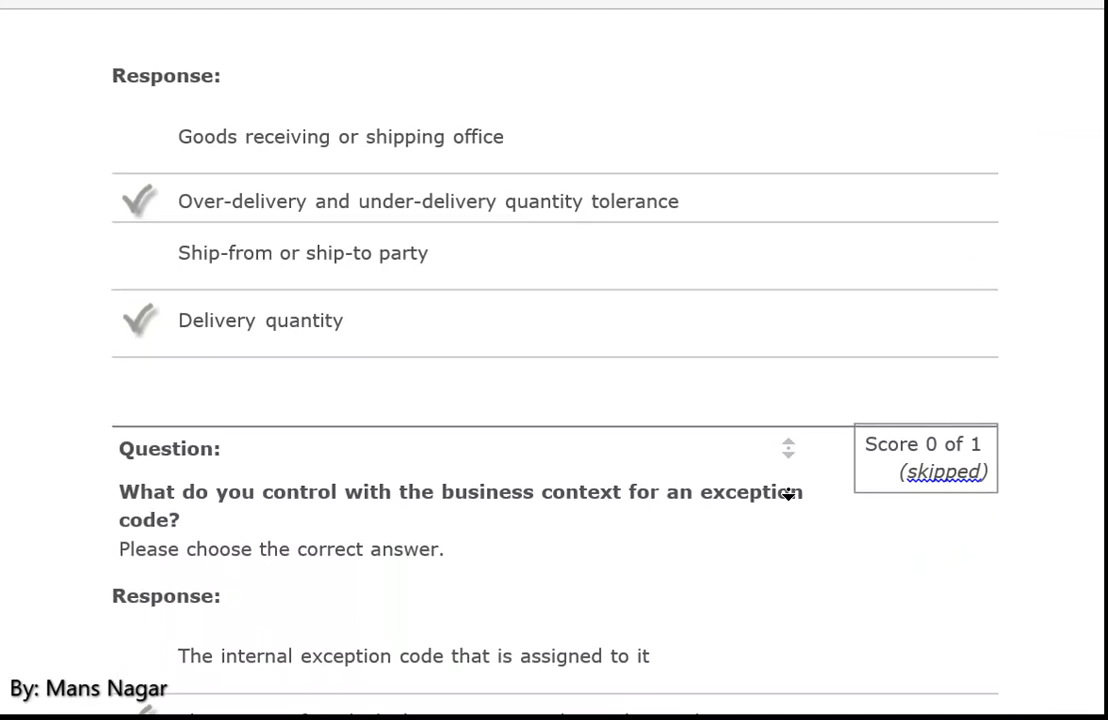 Response:
Goods receiving or shipping office
Over-delivery and under-delivery quantity tolerance
Ship-from or ship-to party
Delivery quantity
Question:
Score 0 of 1
(skipped)
What do you control with the business context for an exception
code?
Please choose the correct answer.
Response:
The internal exception code that is assigned to it
By: Mans Nagar